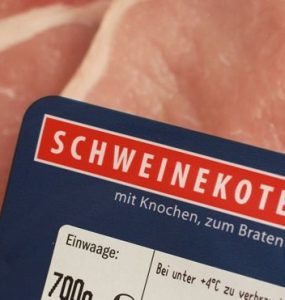 SCHWEINEKOTE
mit Knochen, zum Braten
Einwaage:
Bei unter +4°C zu verbra
700g